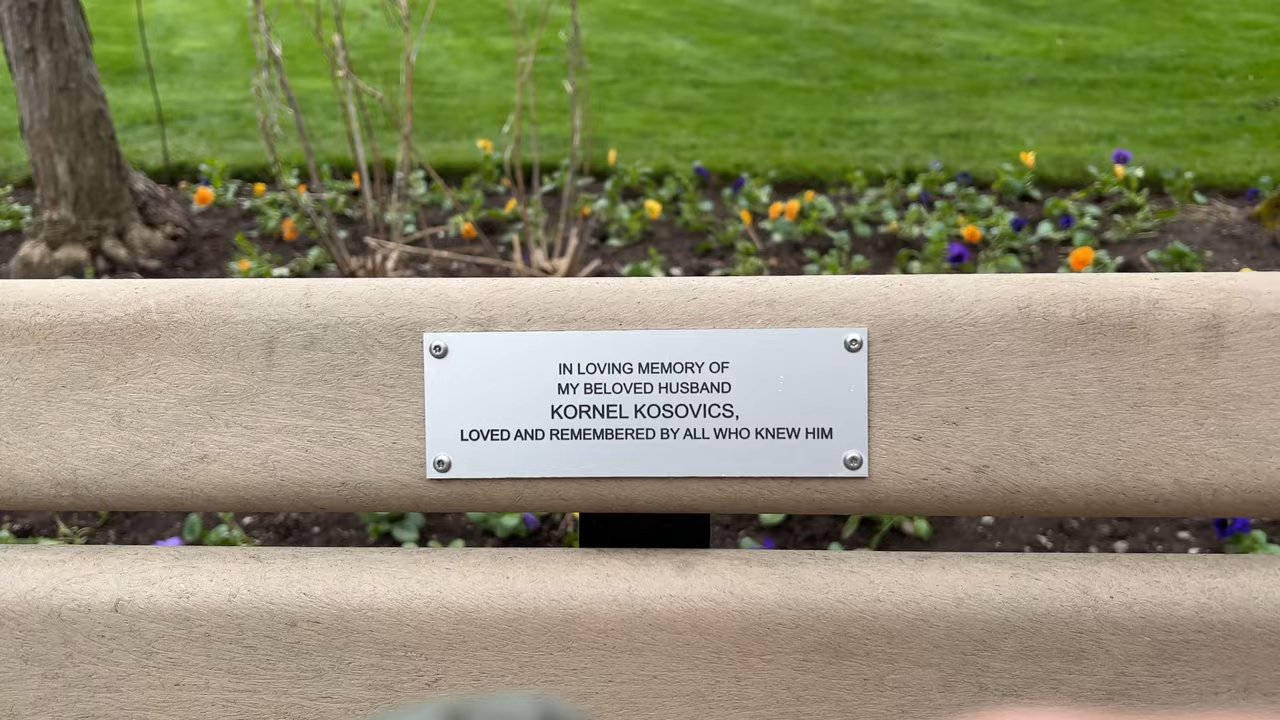 IN LOVING MEMORY OF
MY BELOVED HUSBAND
KORNEL KOSOVICS,
LOVED AND REMEMBERED BY ALL WHO KNEW HIM